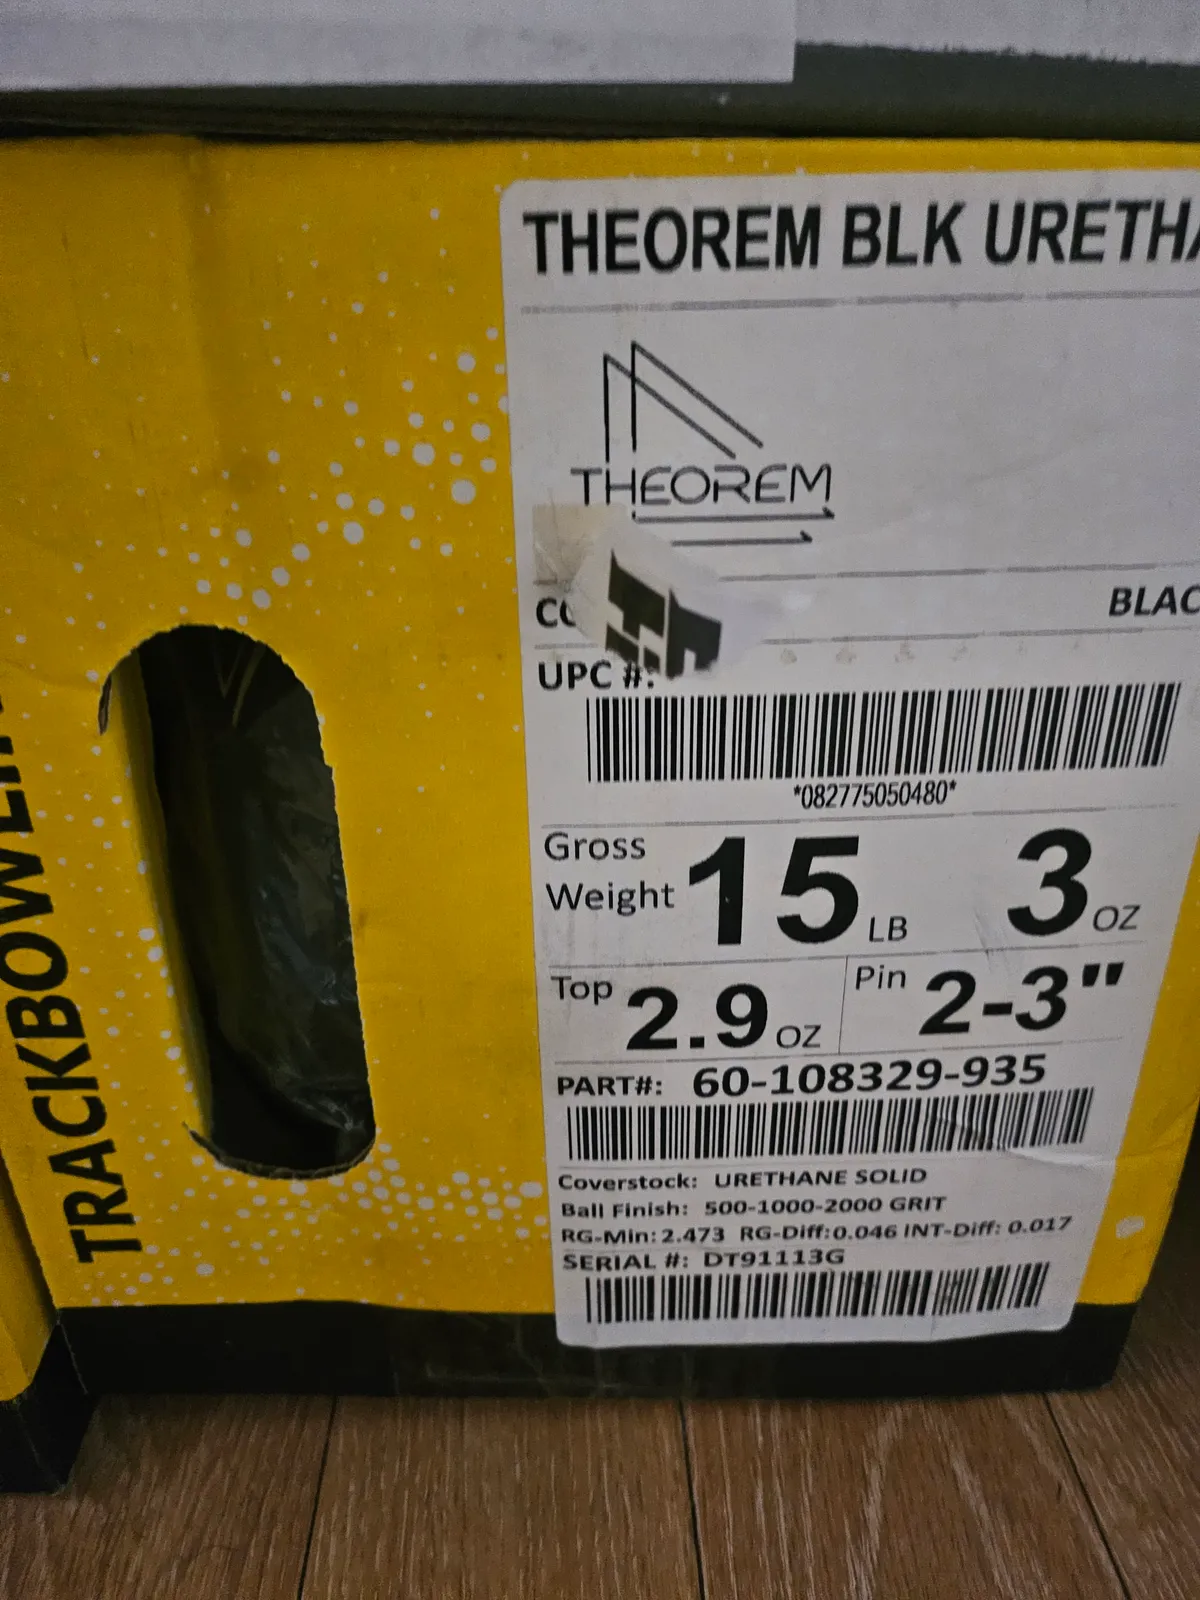 THEOREM BLK URETHA
THEOREM
BLAC
UPC #:
*082775050480*
Gross Weight 15 LB 3 OZ
Top 2.9 OZ Pin 2-3"
PART#: 60-108329-935
Coverstock: URETHANE SOLID
Ball Finish: 500-1000-2000 GRIT
RG-Min: 2.473 RG-Diff: 0.046 INT-Diff: 0.017
SERIAL #: DT91113G
TRACKBOWLIN